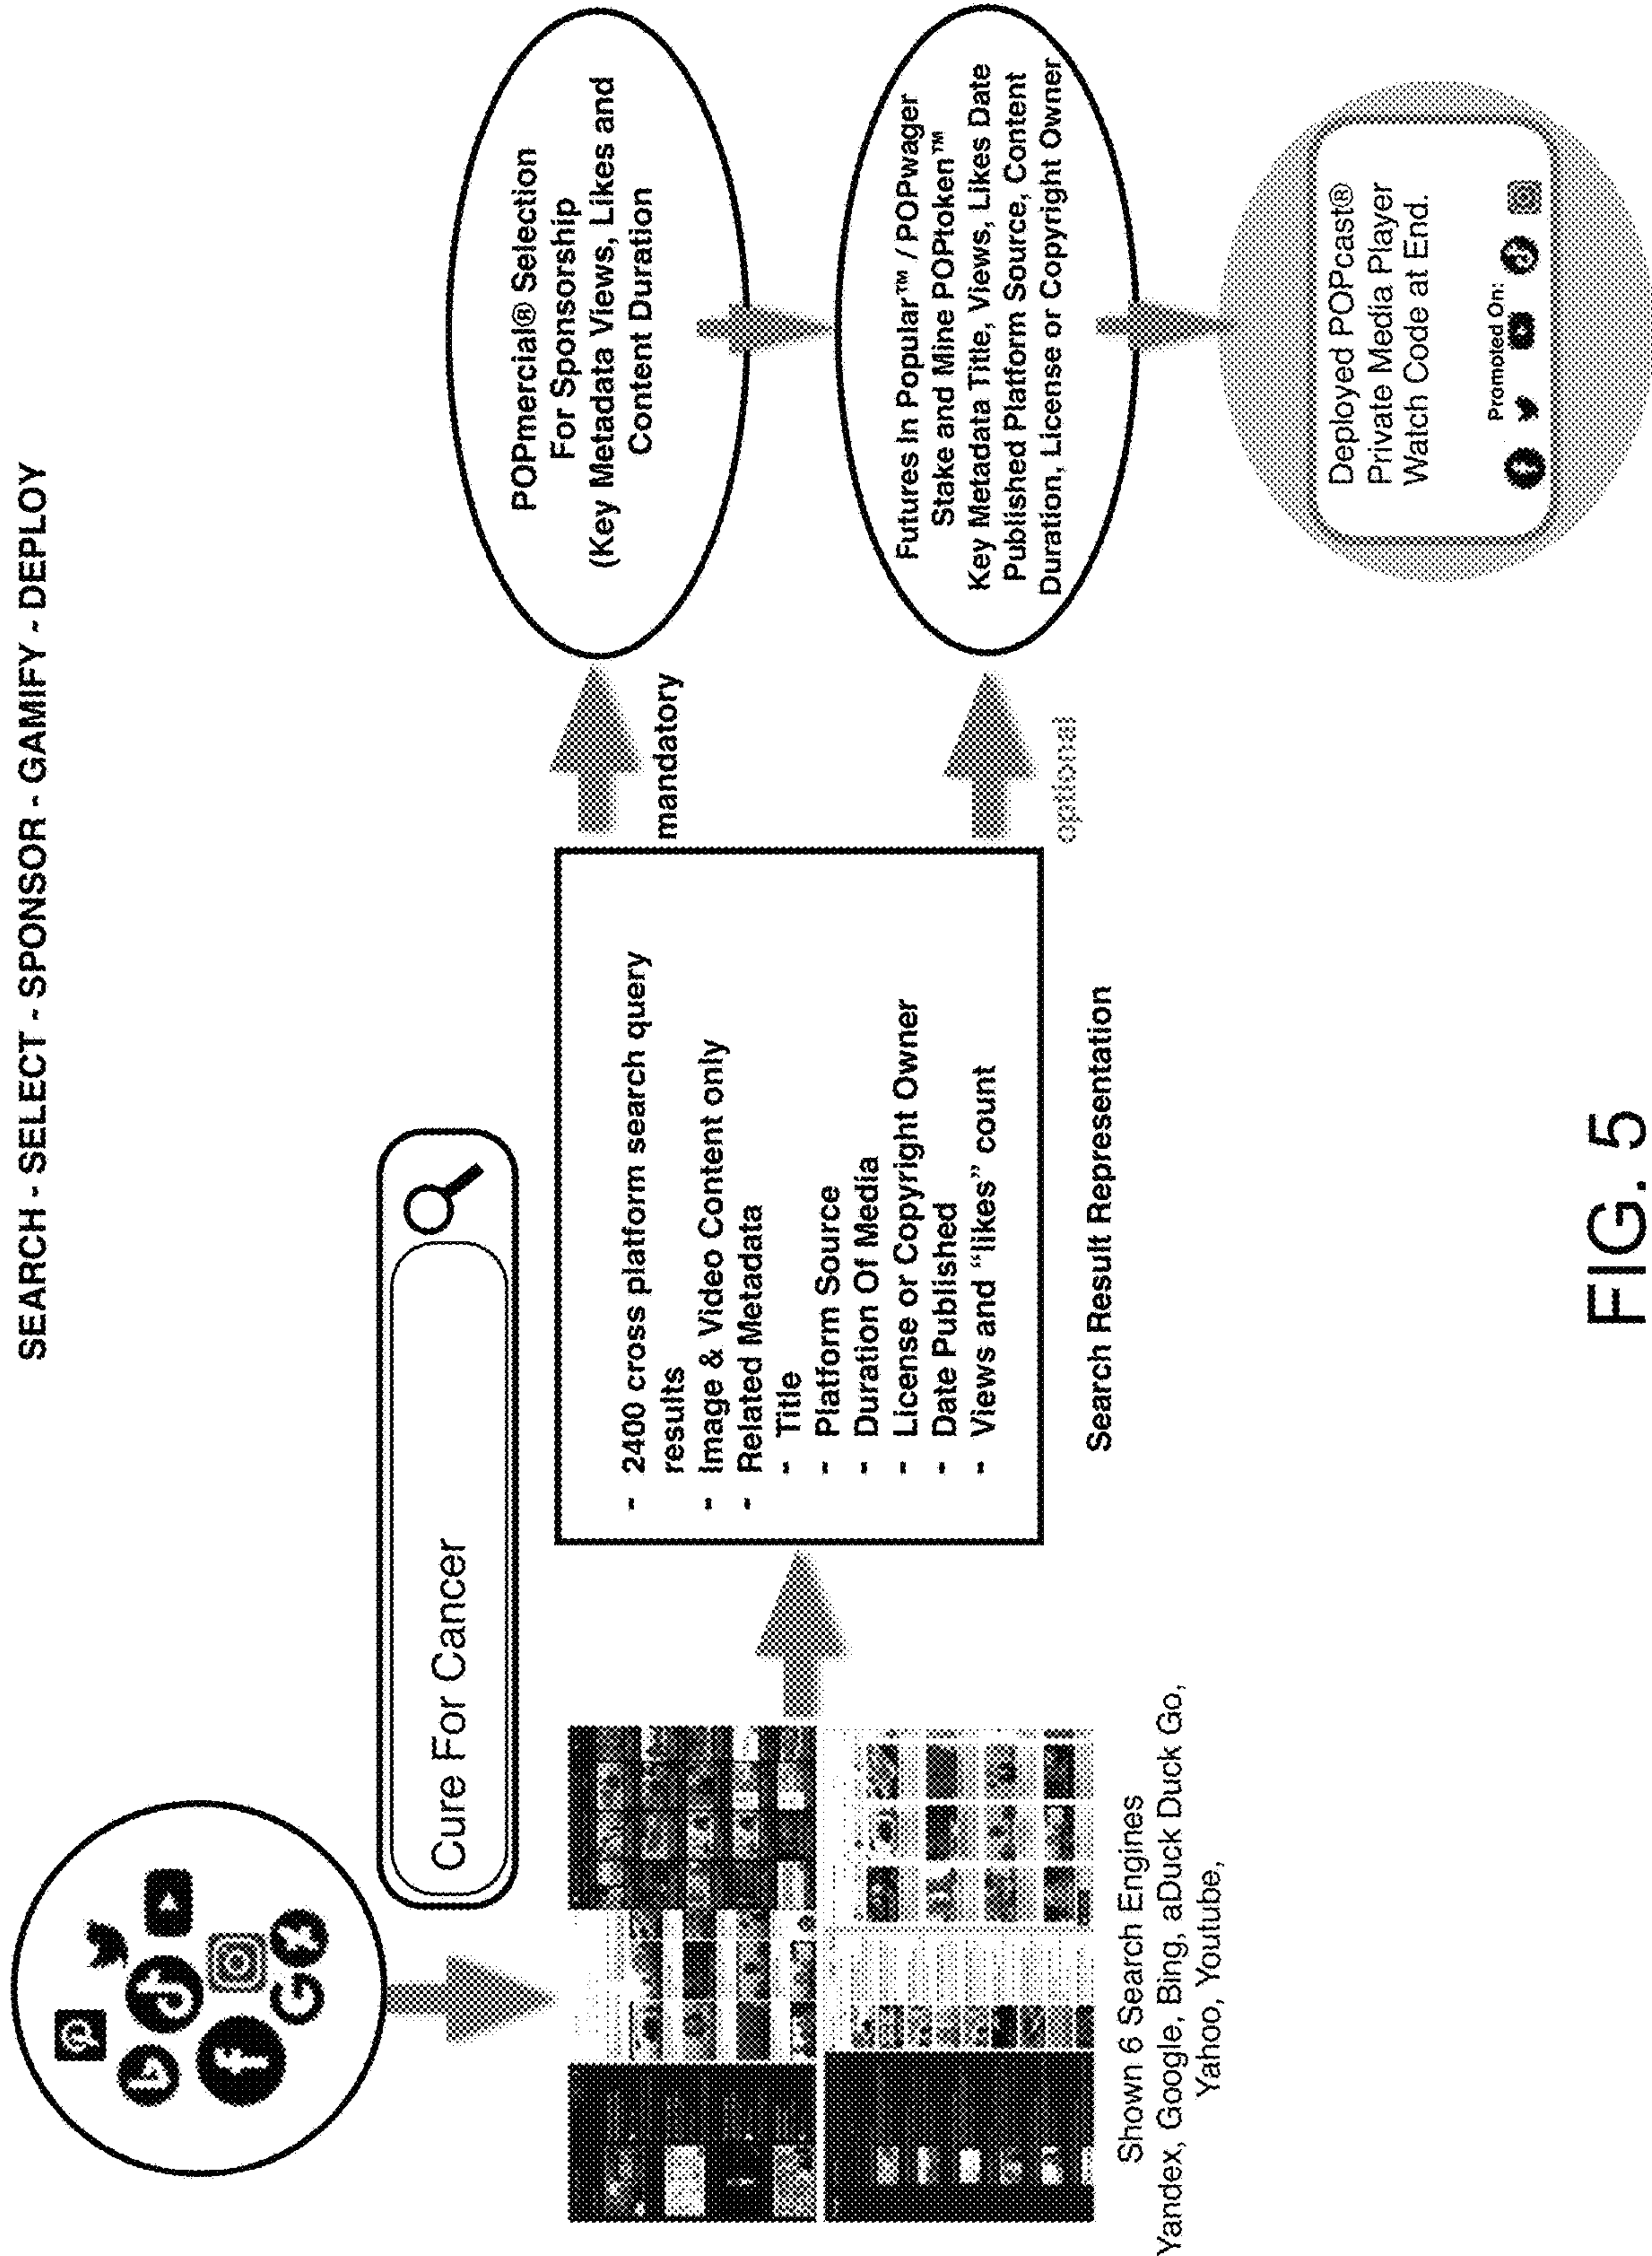 SEARCH - SELECT - SPONSOR - GAMIFY - DEPLOY
Cure For Cancer
Shown 6 Search Engines
Yandex, Google, Bing, aDuck Duck Go,
Yahoo, Youtube,
- 2400 cross platform search query
results
- Image & Video Content only
- Related Metadata
- Title
- Platform Source
- Duration Of Media
- License or Copyright Owner
- Date Published
- Views and “likes” count
Search Result Representation
mandatory
optional
POPmercial® Selection
For Sponsorship
(Key Metadata Views, Likes and
Content Duration
Futures In Popular™ / POPwager
Stake and Mine POPtoken™
Key Metadata Title, Views, Likes Date
Published Platform Source, Content
Duration, License or Copyright Owner
Deployed POPcast®
Private Media Player
Watch Code at End.
Promoted On:
FIG. 5